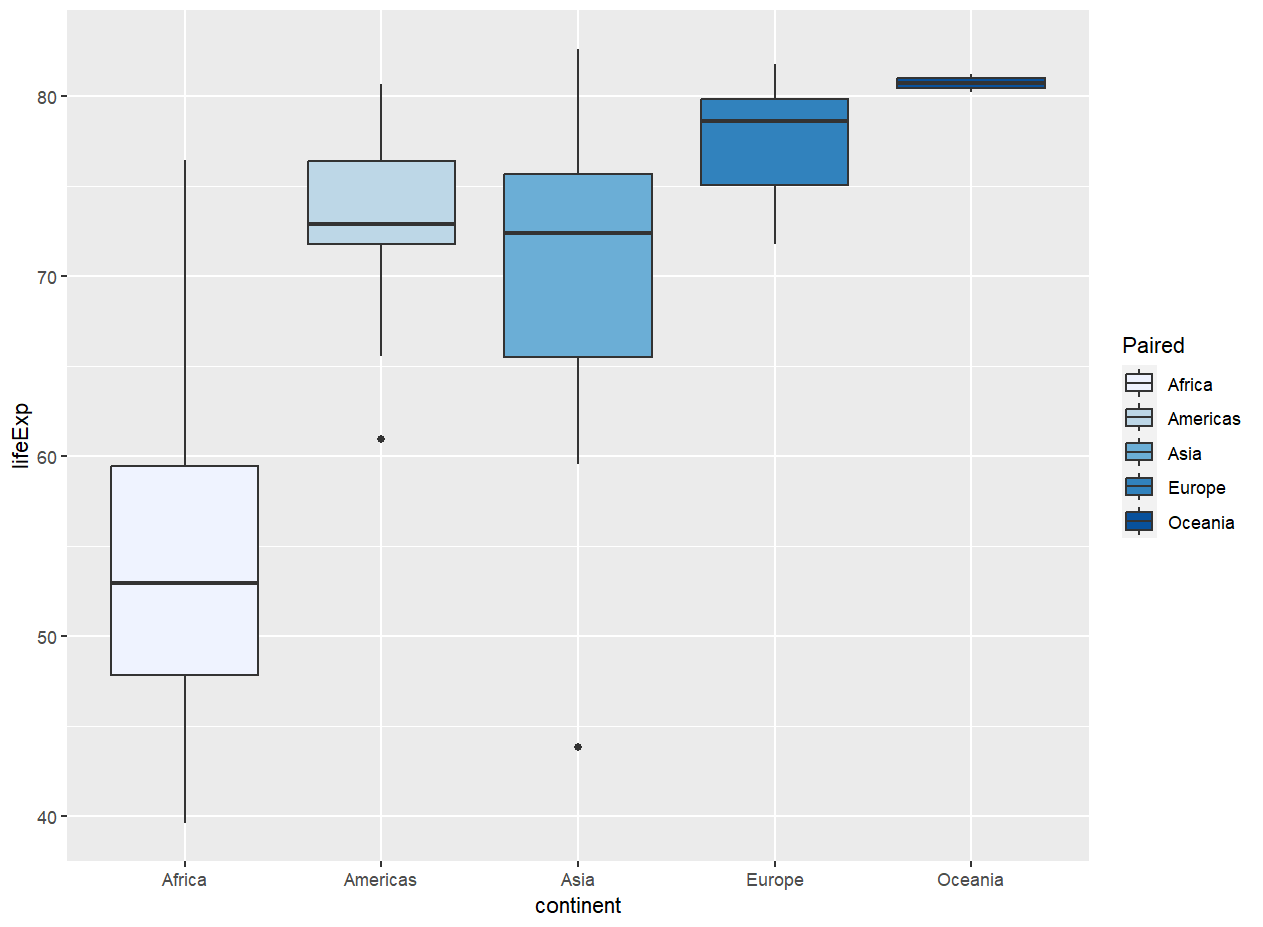 lifeExp
80
70
60
50
40
Africa
Americas
Asia
Europe
Oceania
continent
Paired
Africa
Americas
Asia
Europe
Oceania